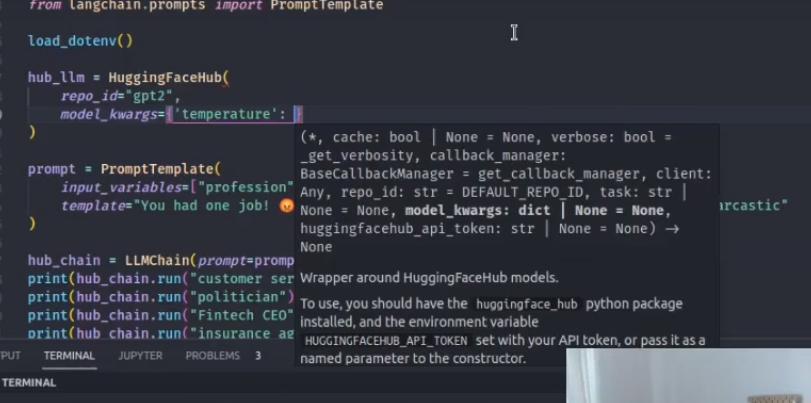 from langchain.prompts import PromptTemplate
load_dotenv()
hub_llm = HuggingFaceHub(
repo_id="gpt2",
model_kwargs={'temperature': }
)
(*, cache: bool | None = None, verbose: bool =
_get_verbosity, callback_manager:
BaseCallbackManager = get_callback_manager, client:
Any, repo_id: str = DEFAULT_REPO_ID, task: str |
None = None, model_kwargs: dict | None = None,
huggingfacehub_api_token: str | None = None) →
None
Wrapper around HuggingFaceHub models.
To use, you should have the huggingface_hub python package
installed, and the environment variable
HUGGINGFACEHUB_API_TOKEN set with your API token, or pass it as a
named parameter to the constructor.
prompt = PromptTemplate(
input_variables=["profession"
template="You had one job! 😡 arcastic"
)
hub_chain = LLMChain(prompt=promp
print(hub_chain.run("customer ser
print(hub_chain.run("politician")
print(hub_chain.run("Fintech CEO"
print(hub_chain.run("insurance ag
PUT TERMINAL JUPYTER PROBLEMS 3
TERMINAL